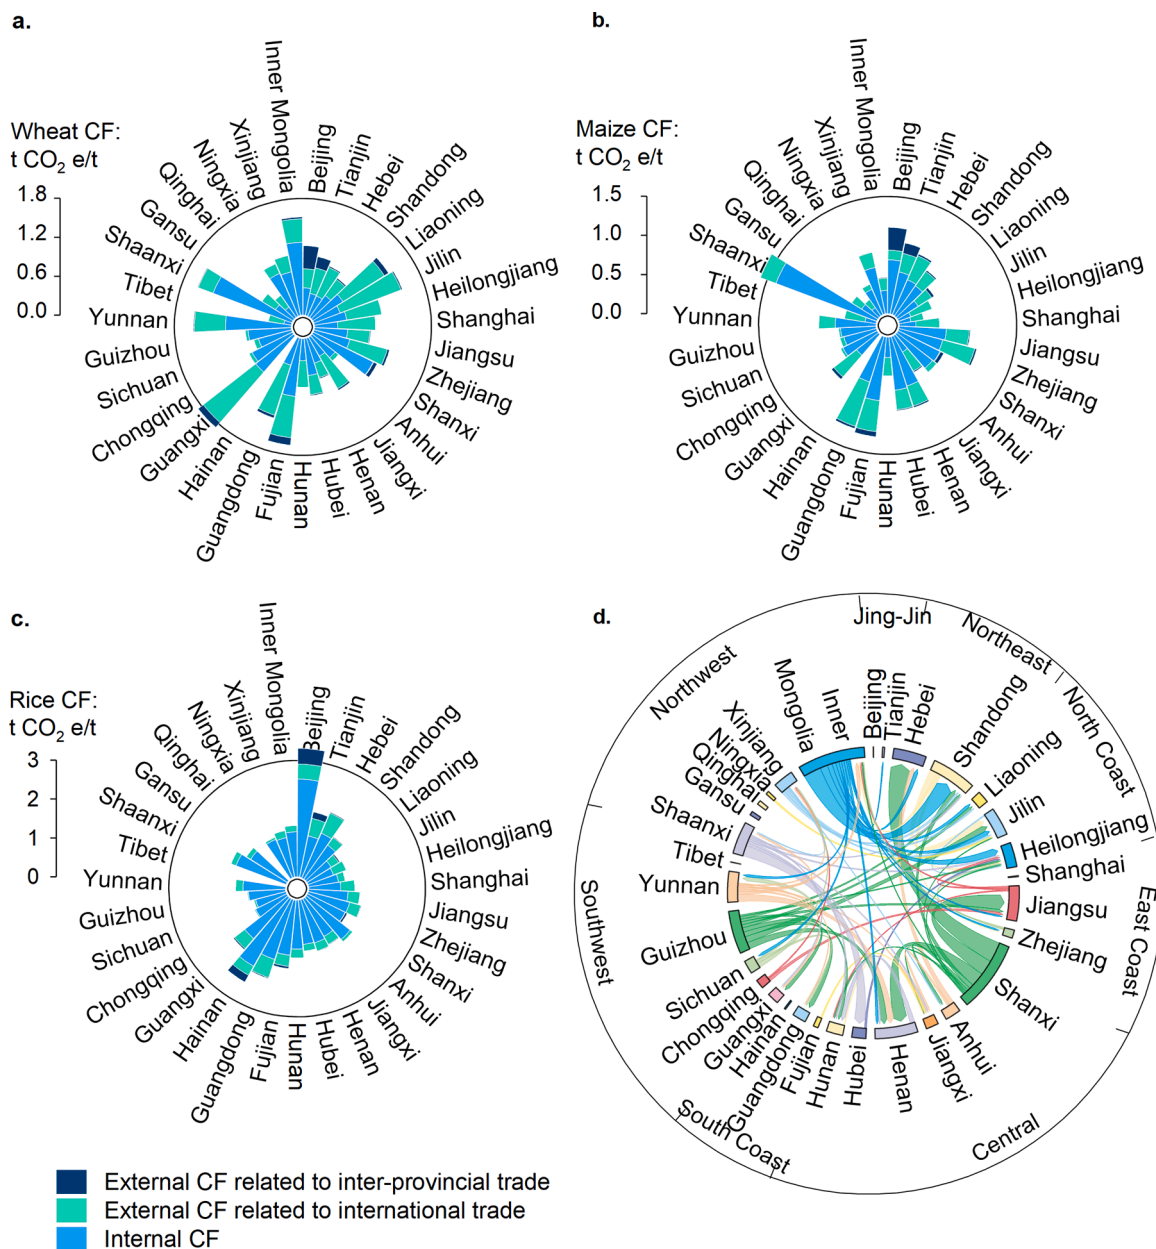 a.
Wheat CF:
t CO₂ e/t
1.8
1.2
0.6
0.0
Inner Mongolia
Beijing
Tianjin
Hebei
Shandong
Liaoning
Jilin
Heilongjiang
Shanghai
Jiangsu
Zhejiang
Shanxi
Anhui
Jiangxi
Henan
Hubei
Hunan
Fujian
Guangdong
Hainan
Guangxi
Chongqing
Sichuan
Guizhou
Yunnan
Tibet
Shaanxi
Gansu
Qinghai
Ningxia
Xinjiang
b.
Maize CF:
t CO₂ e/t
1.5
1.0
0.5
0.0
Inner Mongolia
Beijing
Tianjin
Hebei
Shandong
Liaoning
Jilin
Heilongjiang
Shanghai
Jiangsu
Zhejiang
Shanxi
Anhui
Jiangxi
Henan
Hubei
Hunan
Fujian
Guangdong
Hainan
Guangxi
Chongqing
Sichuan
Guizhou
Yunnan
Tibet
Shaanxi
Gansu
Qinghai
Ningxia
Xinjiang
c.
Rice CF:
t CO₂ e/t
3
2
1
0
Inner Mongolia
Beijing
Tianjin
Hebei
Shandong
Liaoning
Jilin
Heilongjiang
Shanghai
Jiangsu
Zhejiang
Shanxi
Anhui
Jiangxi
Henan
Hubei
Hunan
Fujian
Guangdong
Hainan
Guangxi
Chongqing
Sichuan
Guizhou
Yunnan
Tibet
Shaanxi
Gansu
Qinghai
Ningxia
Xinjiang
d.
Jing-Jin
Northeast
North Coast
East Coast
Central
South Coast
Southwest
Northwest
Inner
Mongolia
Beijing
Tianjin
Hebei
Shandong
Liaoning
Jilin
Heilongjiang
Shanghai
Jiangsu
Zhejiang
Shanxi
Anhui
Jiangxi
Henan
Hubei
Hunan
Fujian
Guangdong
Hainan
Guangxi
Chongqing
Sichuan
Guizhou
Yunnan
Tibet
Shaanxi
Gansu
Qinghai
Ningxia
Xinjiang
External CF related to inter-provincial trade
External CF related to international trade
Internal CF